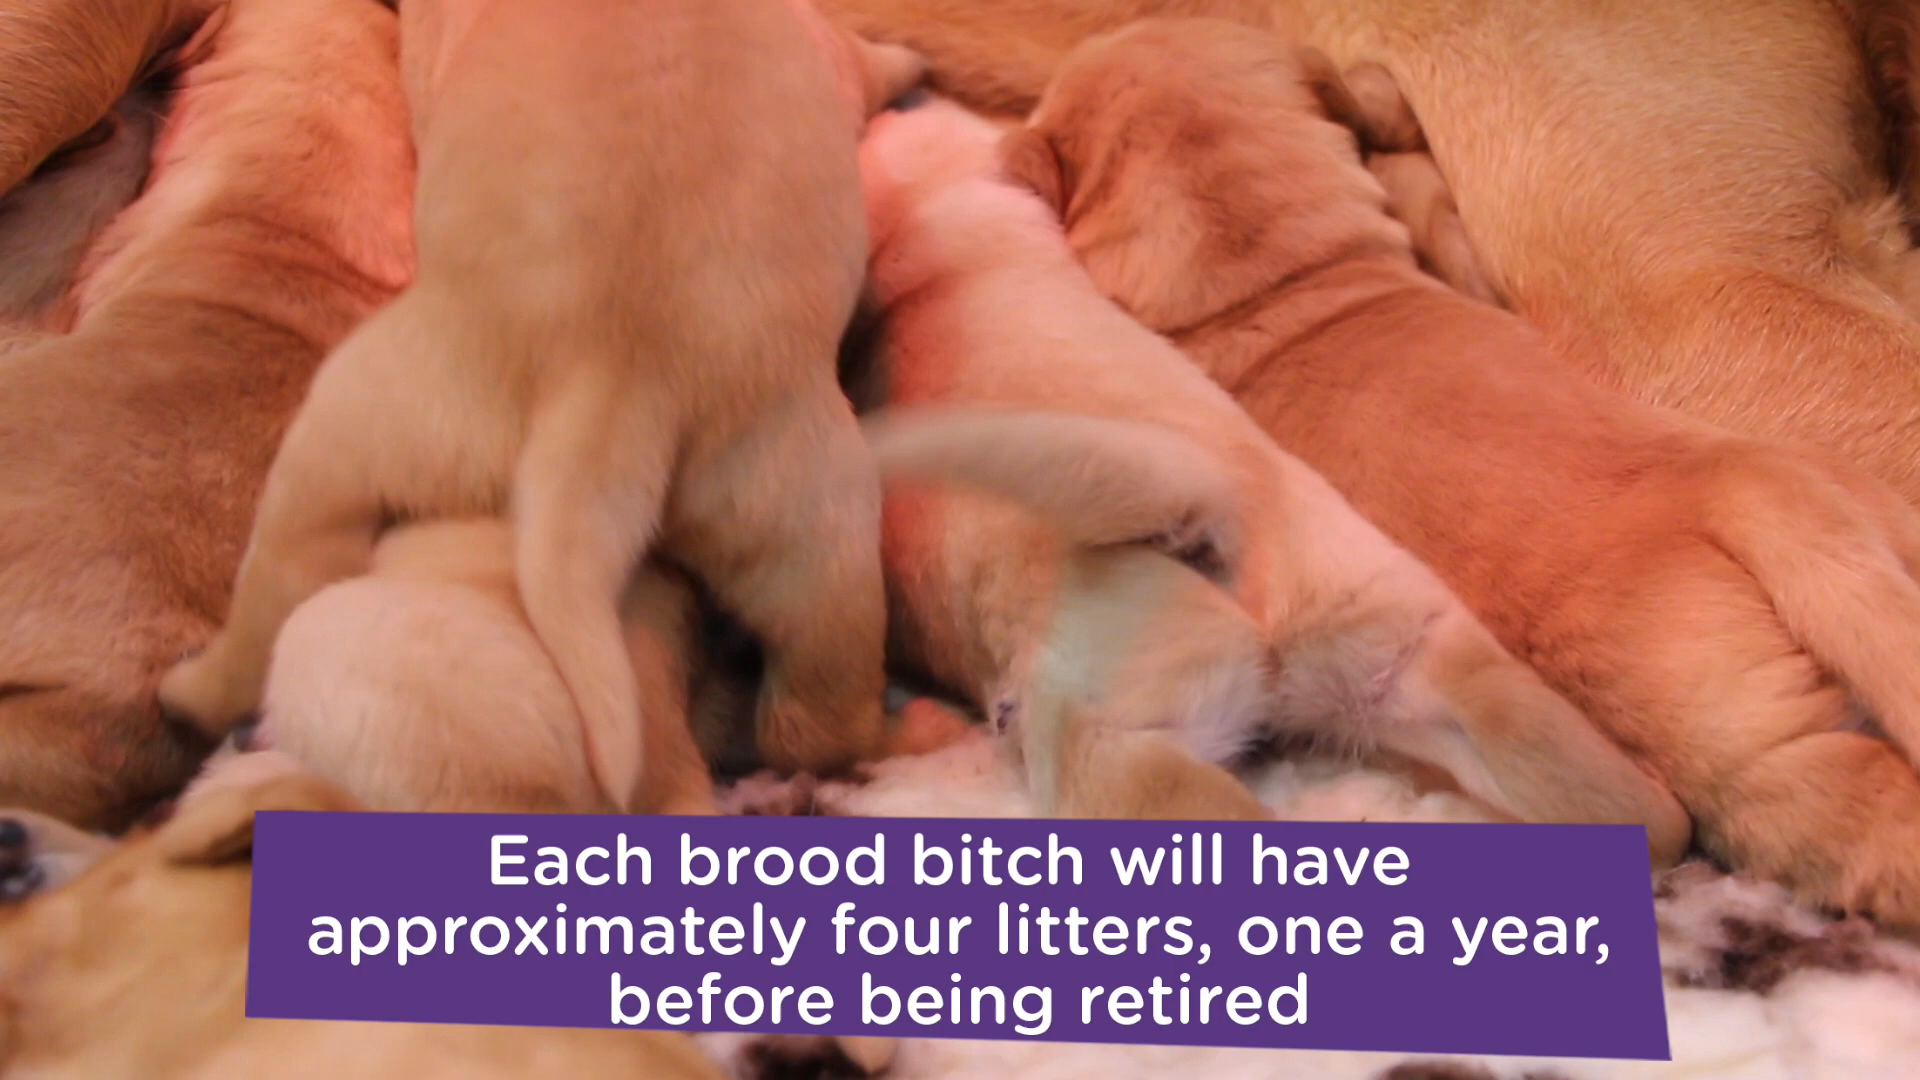 Each brood bitch will have
approximately four litters, one a year,
before being retired